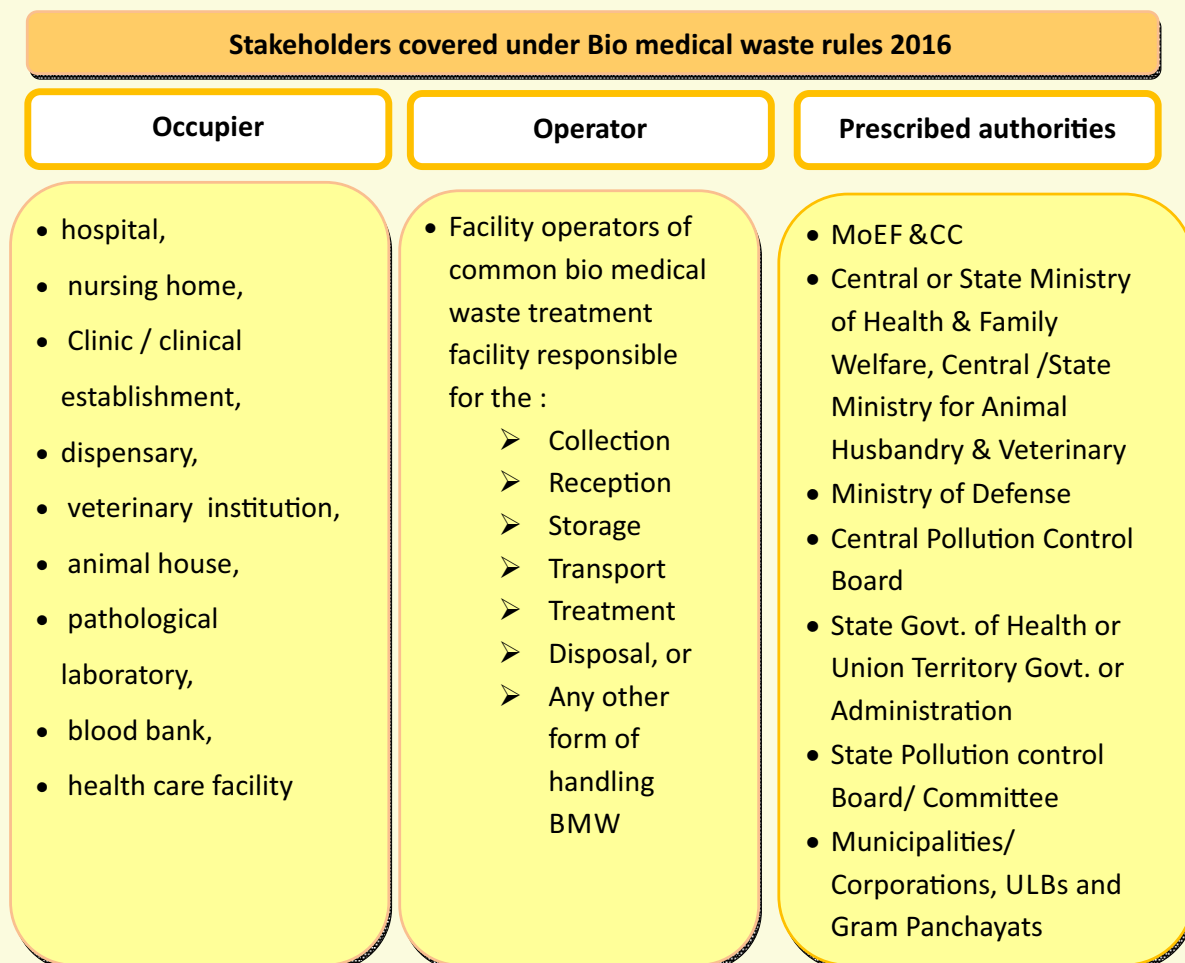 Stakeholders covered under Bio medical waste rules 2016
Occupier
Operator
Prescribed authorities
• hospital,
• nursing home,
• Clinic / clinical
establishment,
• dispensary,
• veterinary institution,
• animal house,
• pathological
laboratory,
• blood bank,
• health care facility
• Facility operators of
common bio medical
waste treatment
facility responsible
for the :
➢ Collection
➢ Reception
➢ Storage
➢ Transport
➢ Treatment
➢ Disposal, or
➢ Any other
form of
handling
BMW
• MoEF &CC
• Central or State Ministry
of Health & Family
Welfare, Central /State
Ministry for Animal
Husbandry & Veterinary
• Ministry of Defense
• Central Pollution Control
Board
• State Govt. of Health or
Union Territory Govt. or
Administration
• State Pollution control
Board/ Committee
• Municipalities/
Corporations, ULBs and
Gram Panchayats